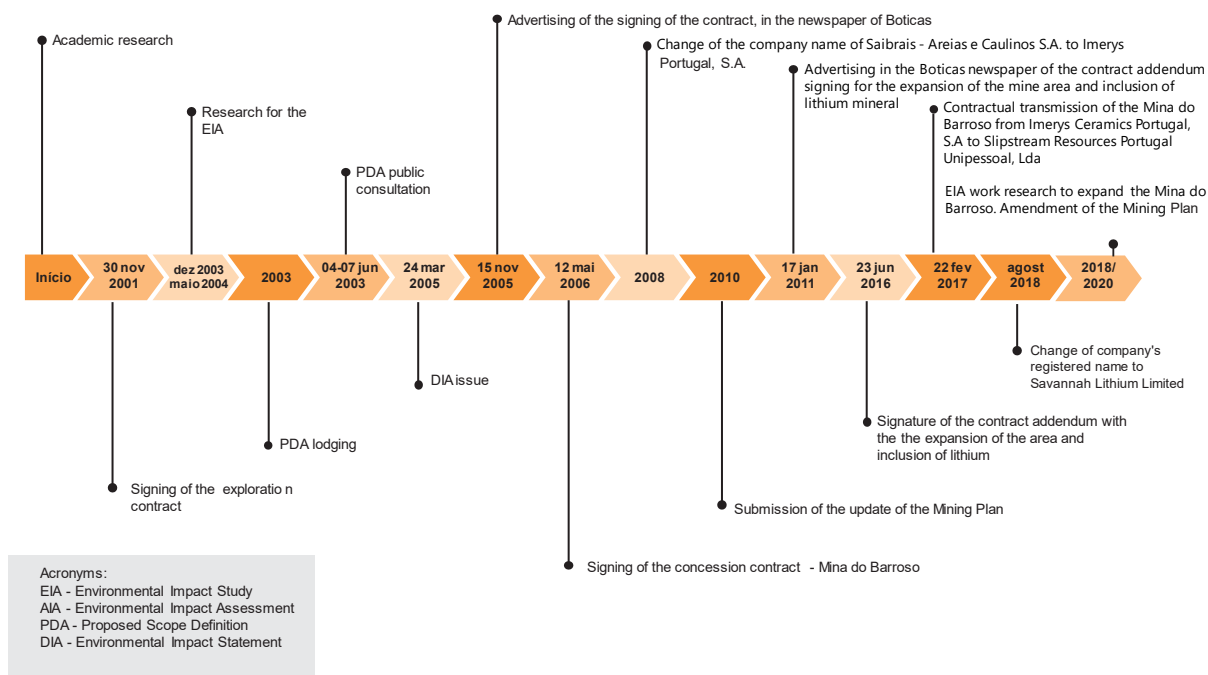 Advertising of the signing of the contract, in the newspaper of Boticas
Academic research
Change of the company name of Saibrais - Areias e Caulinos S.A. to Imerys
Portugal, S.A.
Advertising in the Boticas newspaper of the contract addendum
signing for the expansion of the mine area and inclusion of
lithium mineral
Research for the
EIA
Contractual transmission of the Mina do
Barroso from Imerys Ceramics Portugal,
S.A to Slipstream Resources Portugal
Unipessoal, Lda
PDA public
consultation
EIA work research to expand the Mina do
Barroso. Amendment of the Mining Plan
Início
30 nov
2001
dez 2003
maio 2004
2003
04-07 jun
2003
24 mar
2005
15 nov
2005
12 mai
2006
2008
2010
17 jan
2011
23 jun
2016
22 fev
2017
agost
2018
2018/
2020
Change of company's
registered name to
Savannah Lithium Limited
DIA issue
Signature of the contract addendum with
the the expansion of the area and
inclusion of lithium
PDA lodging
Signing of the exploratio n
contract
Submission of the update of the Mining Plan
Signing of the concession contract - Mina do Barroso
Acronyms:
EIA - Environmental Impact Study
AIA - Environmental Impact Assessment
PDA - Proposed Scope Definition
DIA - Environmental Impact Statement